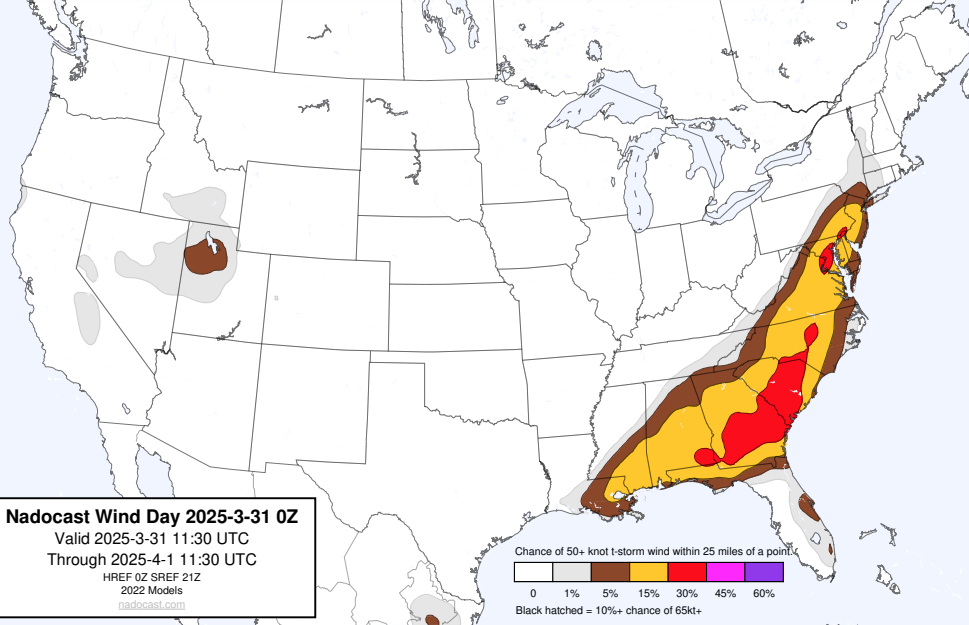 Nadocast Wind Day 2025-3-31 0Z
Valid 2025-3-31 11:30 UTC
Through 2025-4-1 11:30 UTC
HREF 0Z SREF 21Z
2022 Models
nadocast.com
Chance of 50+ knot t-storm wind within 25 miles of a point.
0 1% 5% 15% 30% 45% 60%
Black hatched = 10%+ chance of 65kt+